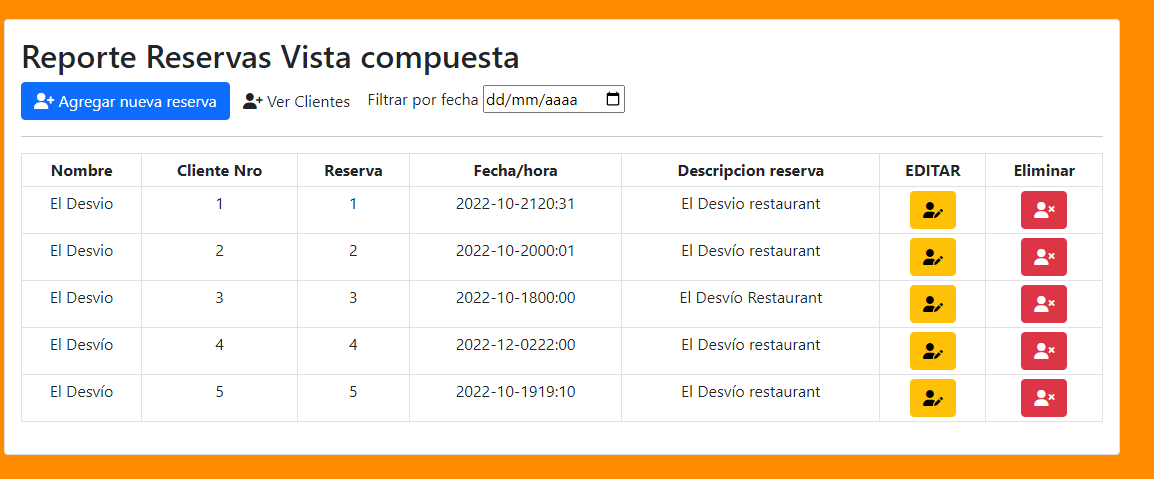 Reporte Reservas Vista compuesta
Agregar nueva reserva Ver Clientes Filtrar por fecha dd/mm/aaaa
Nombre Cliente Nro Reserva Fecha/hora Descripcion reserva EDITAR Eliminar
El Desvio 1 1 2022-10-2120:31 El Desvio restaurant
El Desvio 2 2 2022-10-2000:01 El Desvío restaurant
El Desvio 3 3 2022-10-1800:00 El Desvío Restaurant
El Desvío 4 4 2022-12-0222:00 El Desvío restaurant
El Desvío 5 5 2022-10-1919:10 El Desvío restaurant